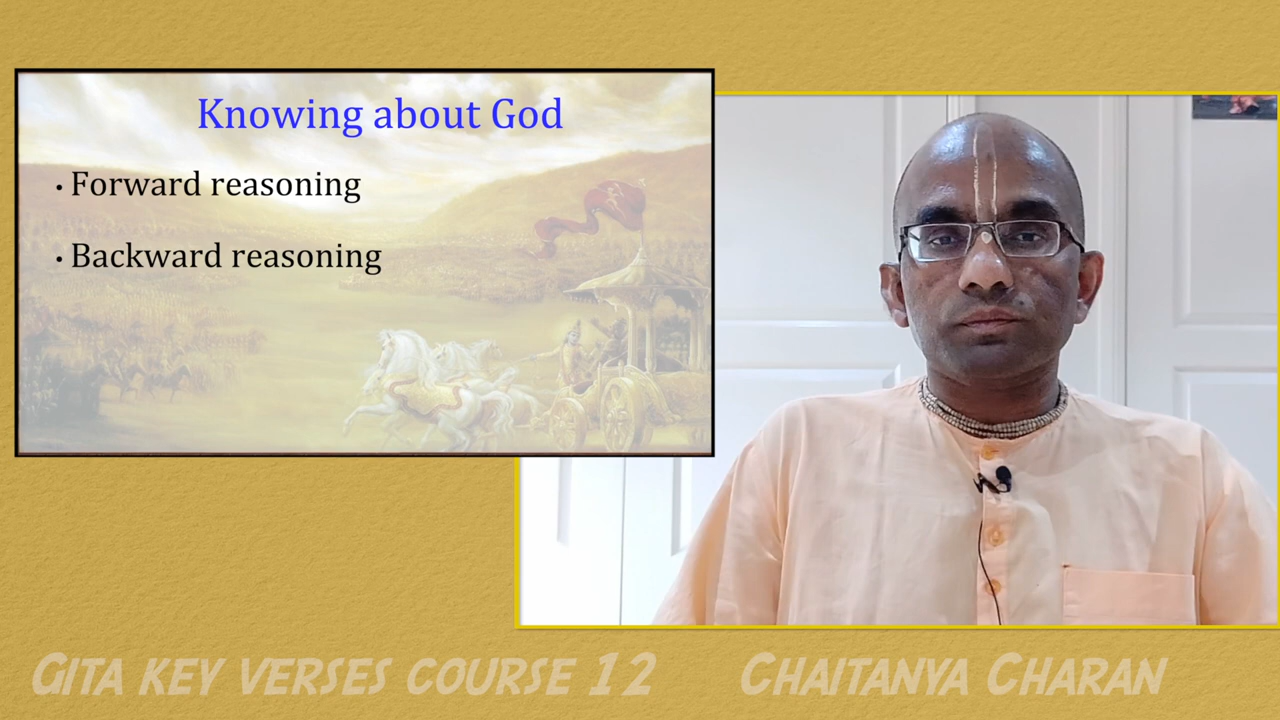 Knowing about God
• Forward reasoning
• Backward reasoning
GITA KEY VERSES COURSE 12
CHAITANYA CHARAN